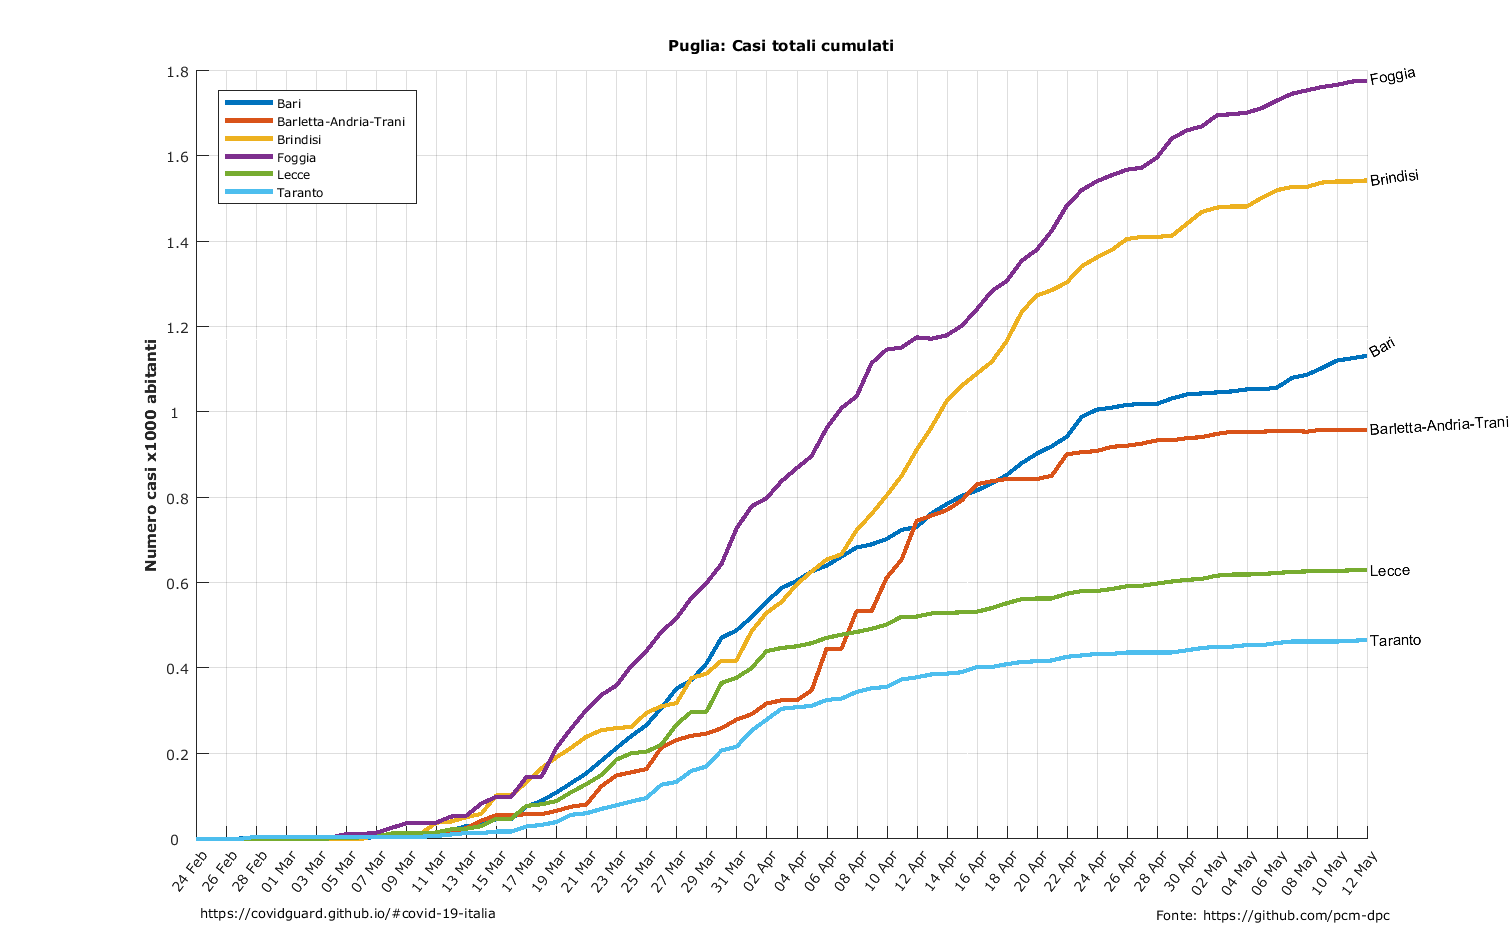 Puglia: Casi totali cumulati
Numero casi x1000 abitanti
1.8
1.6
1.4
1.2
1
0.8
0.6
0.4
0.2
0
Bari
Barletta-Andria-Trani
Brindisi
Foggia
Lecce
Taranto
Foggia
Brindisi
Bari
Barletta-Andria-Trani
Lecce
Taranto
24 Feb
26 Feb
28 Feb
01 Mar
03 Mar
05 Mar
07 Mar
09 Mar
11 Mar
13 Mar
15 Mar
17 Mar
19 Mar
21 Mar
23 Mar
25 Mar
27 Mar
29 Mar
31 Mar
02 Apr
04 Apr
06 Apr
08 Apr
10 Apr
12 Apr
14 Apr
16 Apr
18 Apr
20 Apr
22 Apr
24 Apr
26 Apr
28 Apr
30 Apr
02 May
04 May
06 May
08 May
10 May
12 May
https://covidguard.github.io/#covid-19-italia
Fonte: https://github.com/pcm-dpc